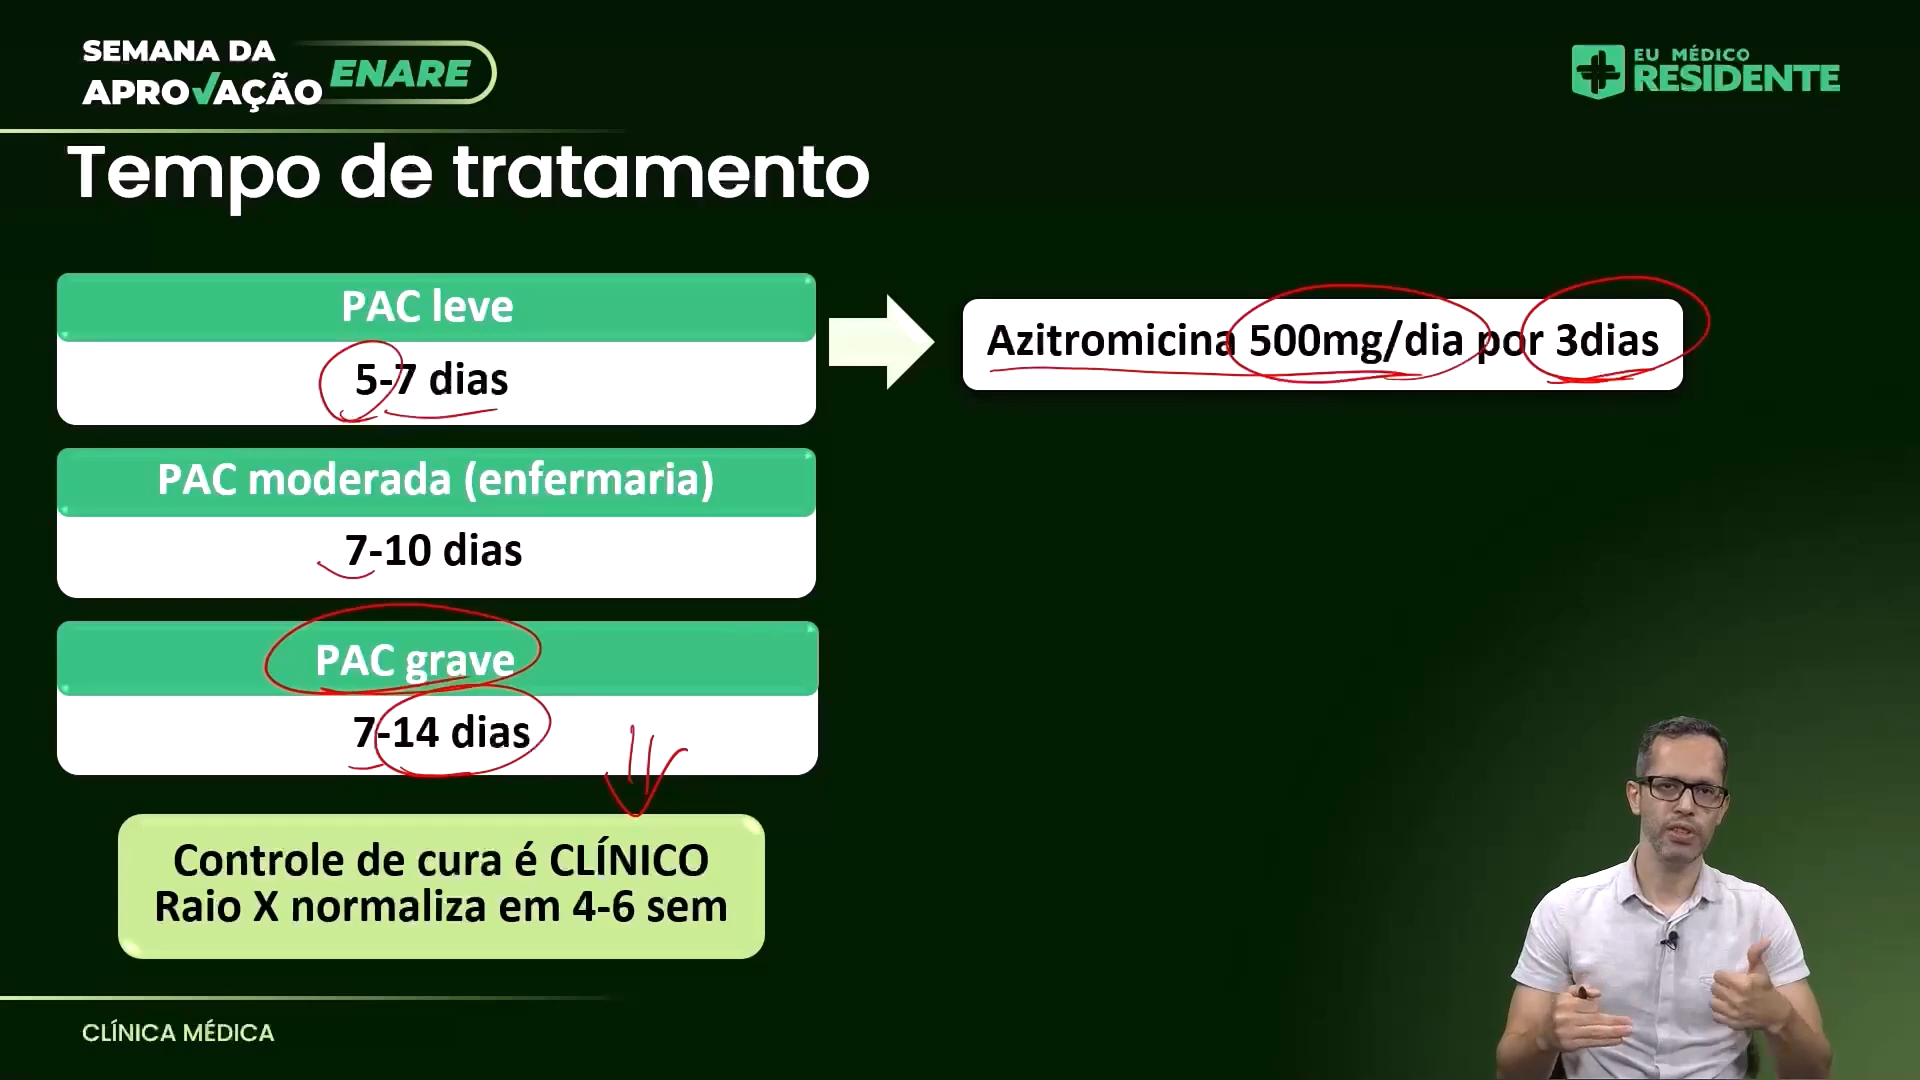 SEMANA DA
APROVAÇÃO ENARE
EU MÉDICO
RESIDENTE
Tempo de tratamento
PAC leve
5-7 dias
Azitromicina 500mg/dia por 3dias
PAC moderada (enfermaria)
7-10 dias
PAC grave
7-14 dias
Controle de cura é CLÍNICO
Raio X normaliza em 4-6 sem
CLÍNICA MÉDICA